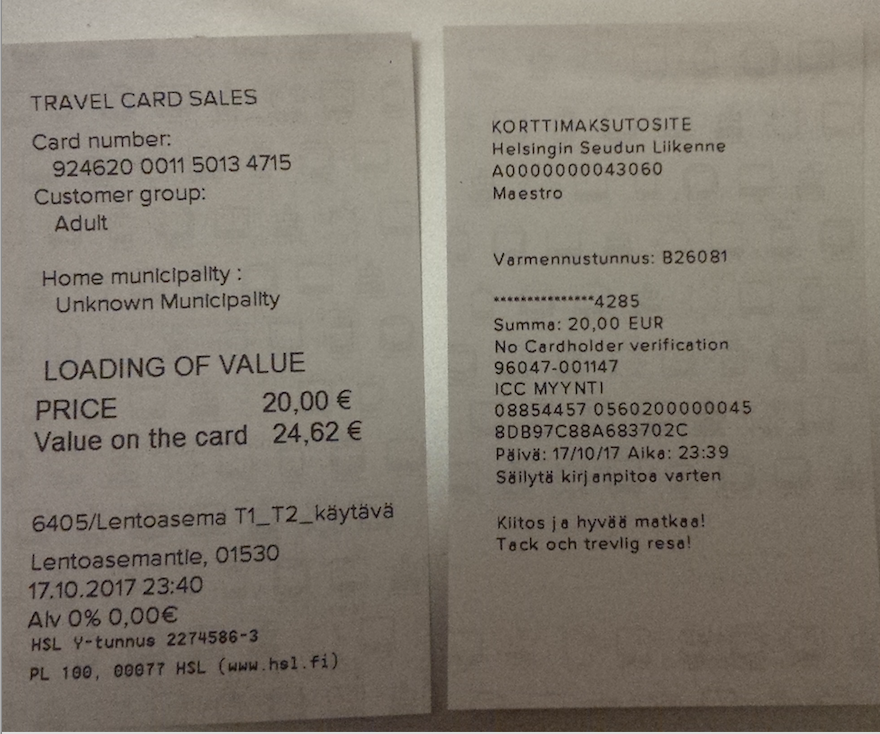 TRAVEL CARD SALES
Card number:
924620 0011 5013 4715
Customer group:
Adult
Home municipality :
Unknown Municipality
LOADING OF VALUE
PRICE 20,00 €
Value on the card 24,62 €
6405/Lentoasema T1_T2_käytävä
Lentoasemantie, 01530
17.10.2017 23:40
Alv 0% 0,00€
HSL Y-tunnus 2274586-3
PL 100, 00077 HSL (www.hsl.fi)
KORTTIMAKSUTOSITE
Helsingin Seudun Liikenne
A0000000043060
Maestro
Varmennustunnus: B26081
***************4285
Summa: 20,00 EUR
No Cardholder verification
96047-001147
ICC MYYNTI
08854457 0560200000045
8DB97C88A683702C
Päivä: 17/10/17 Aika: 23:39
Säilytä kirjanpitoa varten
Kiitos ja hyvää matkaa!
Tack och trevlig resa!